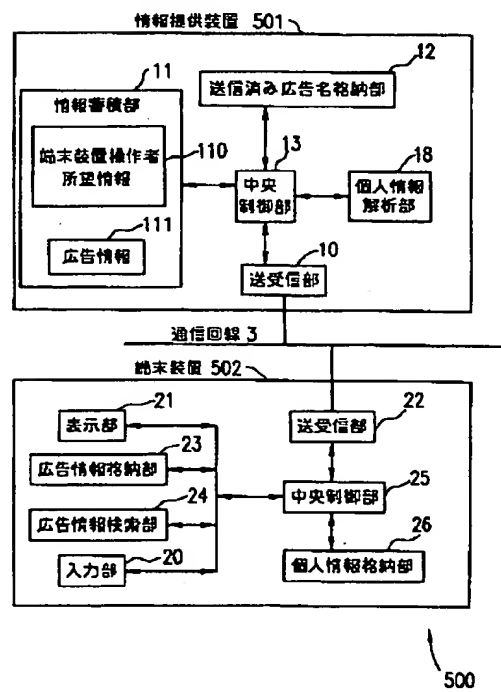 情報提供装置 501
11
情報蓄積部
端末装置操作者
所望情報
110
111
広告情報
12
送信済み広告名格納部
13
中央
制御部
18
個人情報
解析部
10
送受信部
通信回線 3
端末装置 502
21
表示部
23
広告情報格納部
24
広告情報検索部
20
入力部
22
送受信部
25
中央制御部
26
個人情報格納部
500